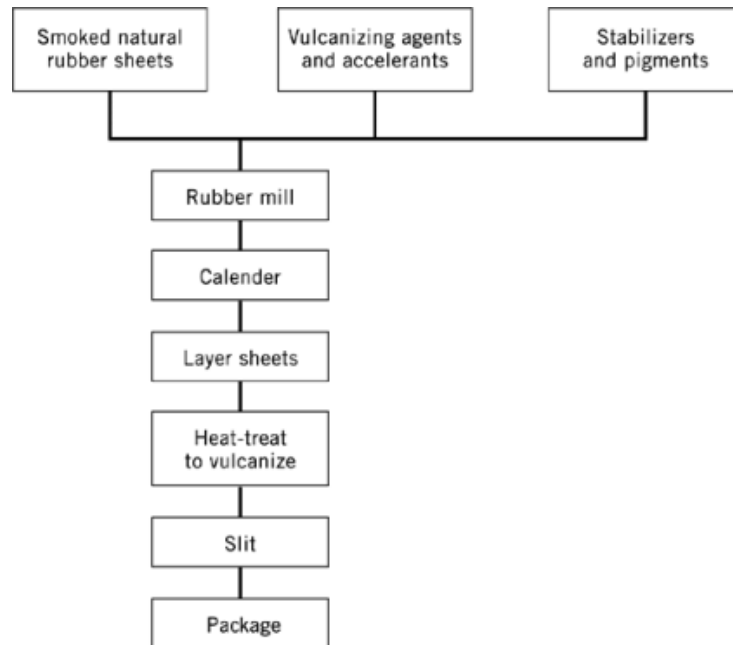 Smoked natural
rubber sheets
Vulcanizing agents
and accelerants
Stabilizers
and pigments
Rubber mill
Calender
Layer sheets
Heat-treat
to vulcanize
Slit
Package